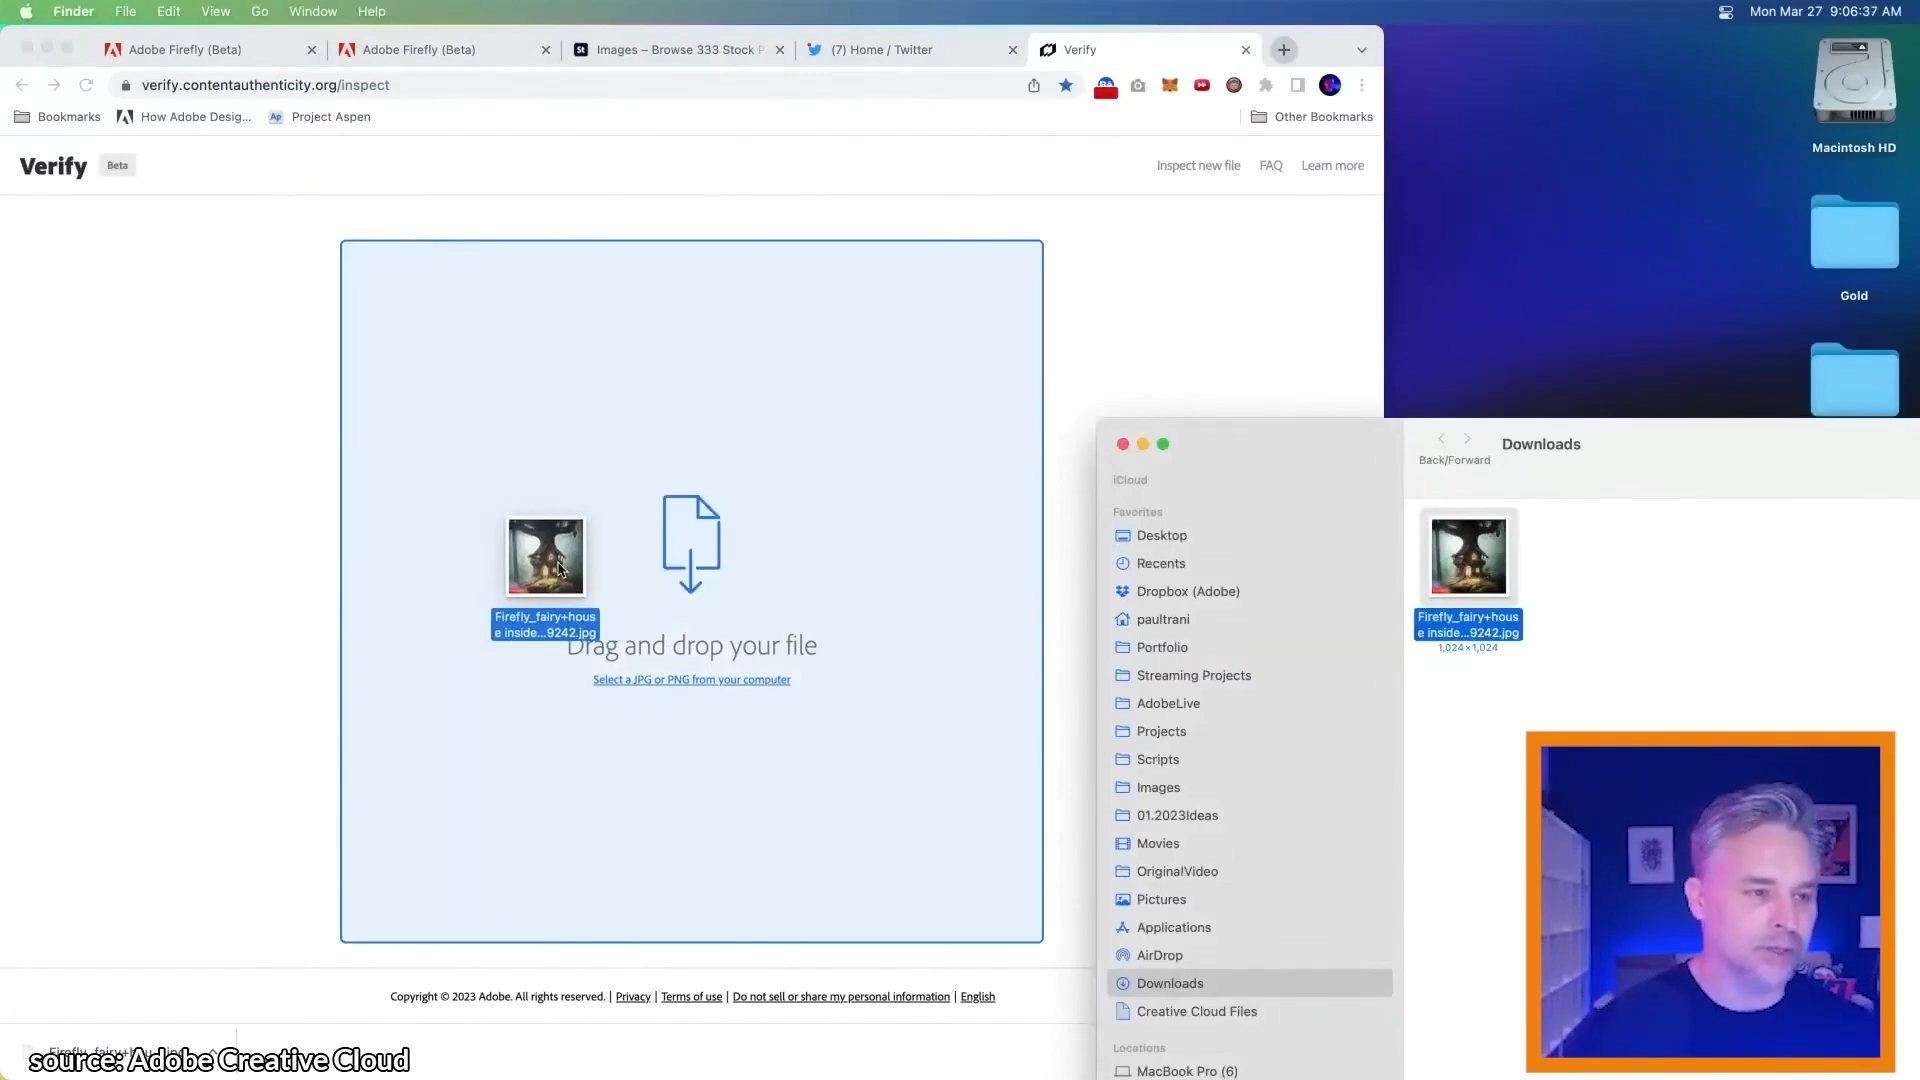 Finder File Edit View Go Window Help
Mon Mar 27 9:06:37 AM
Adobe Firefly (Beta)
Adobe Firefly (Beta)
Images – Browse 333 Stock P
(7) Home / Twitter
Verify
verify.contentauthenticity.org/inspect
Bookmarks
How Adobe Desig...
Project Aspen
Other Bookmarks
Verify
Beta
Inspect new file
FAQ
Learn more
Macintosh HD
Gold
Firefly_fairy+hous
e inside...9242.jpg
Drag and drop your file
Select a JPG or PNG from your computer
Back/Forward
Downloads
iCloud
Favorites
Desktop
Recents
Dropbox (Adobe)
paultrani
Portfolio
Streaming Projects
AdobeLive
Projects
Scripts
Images
01.2023Ideas
Movies
OriginalVideo
Pictures
Applications
AirDrop
Downloads
Creative Cloud Files
Locations
MacBook Pro (6)
Firefly_fairy+hous
e inside...9242.jpg
1,024×1,024
Copyright © 2023 Adobe. All rights reserved. | Privacy | Terms of use | Do not sell or share my personal information | English
source: Adobe Creative Cloud